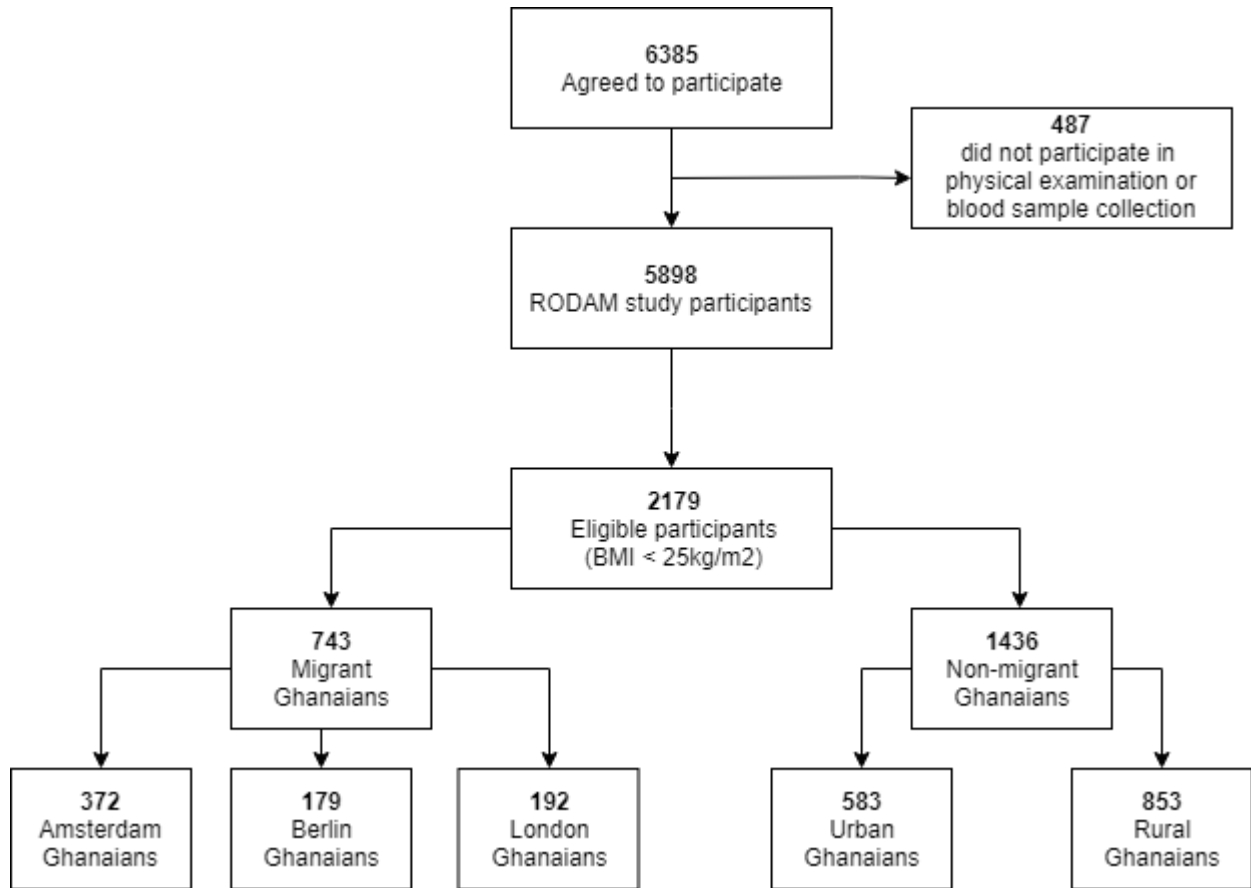 6385
Agreed to participate
487
did not participate in
physical examination or
blood sample collection
5898
RODAM study participants
2179
Eligible participants
(BMI < 25kg/m2)
743
Migrant
Ghanaians
1436
Non-migrant
Ghanaians
372
Amsterdam
Ghanaians
179
Berlin
Ghanaians
192
London
Ghanaians
583
Urban
Ghanaians
853
Rural
Ghanaians